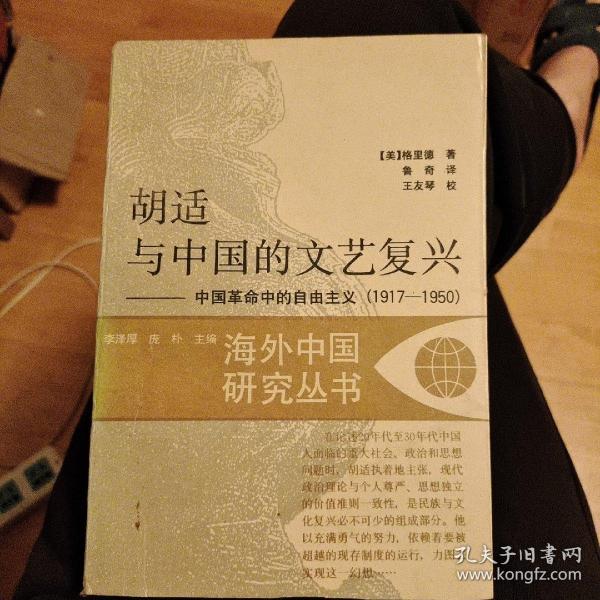 【美】格里德 著
鲁 奇 译
王友琴 校
胡适
与中国的文艺复兴
—— 中国革命中的自由主义（1917—1950）
李泽厚 庞 朴 主编
海外中国
研究丛书
在论述20年代至30年代中国
人面临的重大社会、政治和思想
问题时，胡适执着地主张，现代
政治理论与个人尊严、思想独立
的价值准则一致性，是民族与文
化复兴必不可少的组成部分。他
以充满勇气的努力，依赖着要被
超越的现存制度的运行，力图
实现这一幻想……
孔夫子旧书网
www.kongfz.com